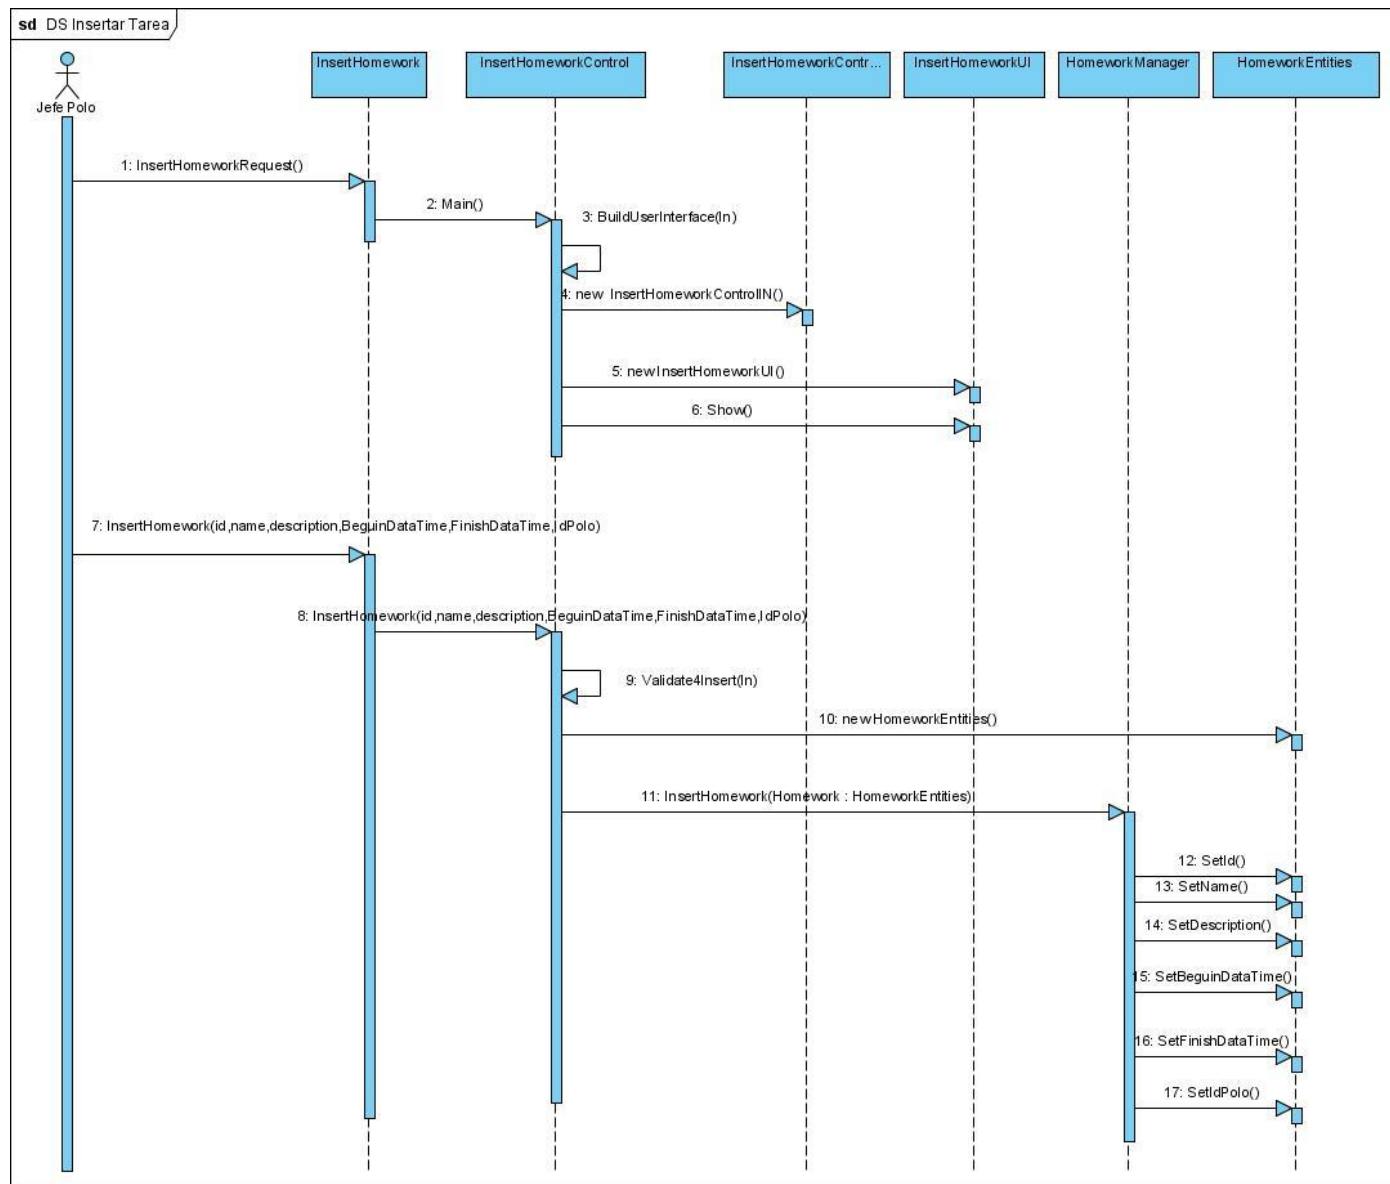 sd DS Insertar Tarea
Jefe Polo
InsertHomework
InsertHomeworkControl
InsertHomeworkContr...
InsertHomeworkUI
HomeworkManager
HomeworkEntities
1: InsertHomeworkRequest()
2: Main()
3: BuildUserInterface(In)
4: new InsertHomeworkControlIN()
5: newInsertHomeworkUI()
6: Show()
7: InsertHomework(id,name,description,BeguinDataTime,FinishDataTime,IdPolo)
8: InsertHomework(id,name,description,BeguinDataTime,FinishDataTime,IdPolo)
9: Validate4Insert(In)
10: newHomeworkEntities()
11: InsertHomework(Homework : HomeworkEntities)
12: SetId()
13: SetName()
14: SetDescription()
15: SetBeguinDataTime()
16: SetFinishDataTime()
17: SetIdPolo()